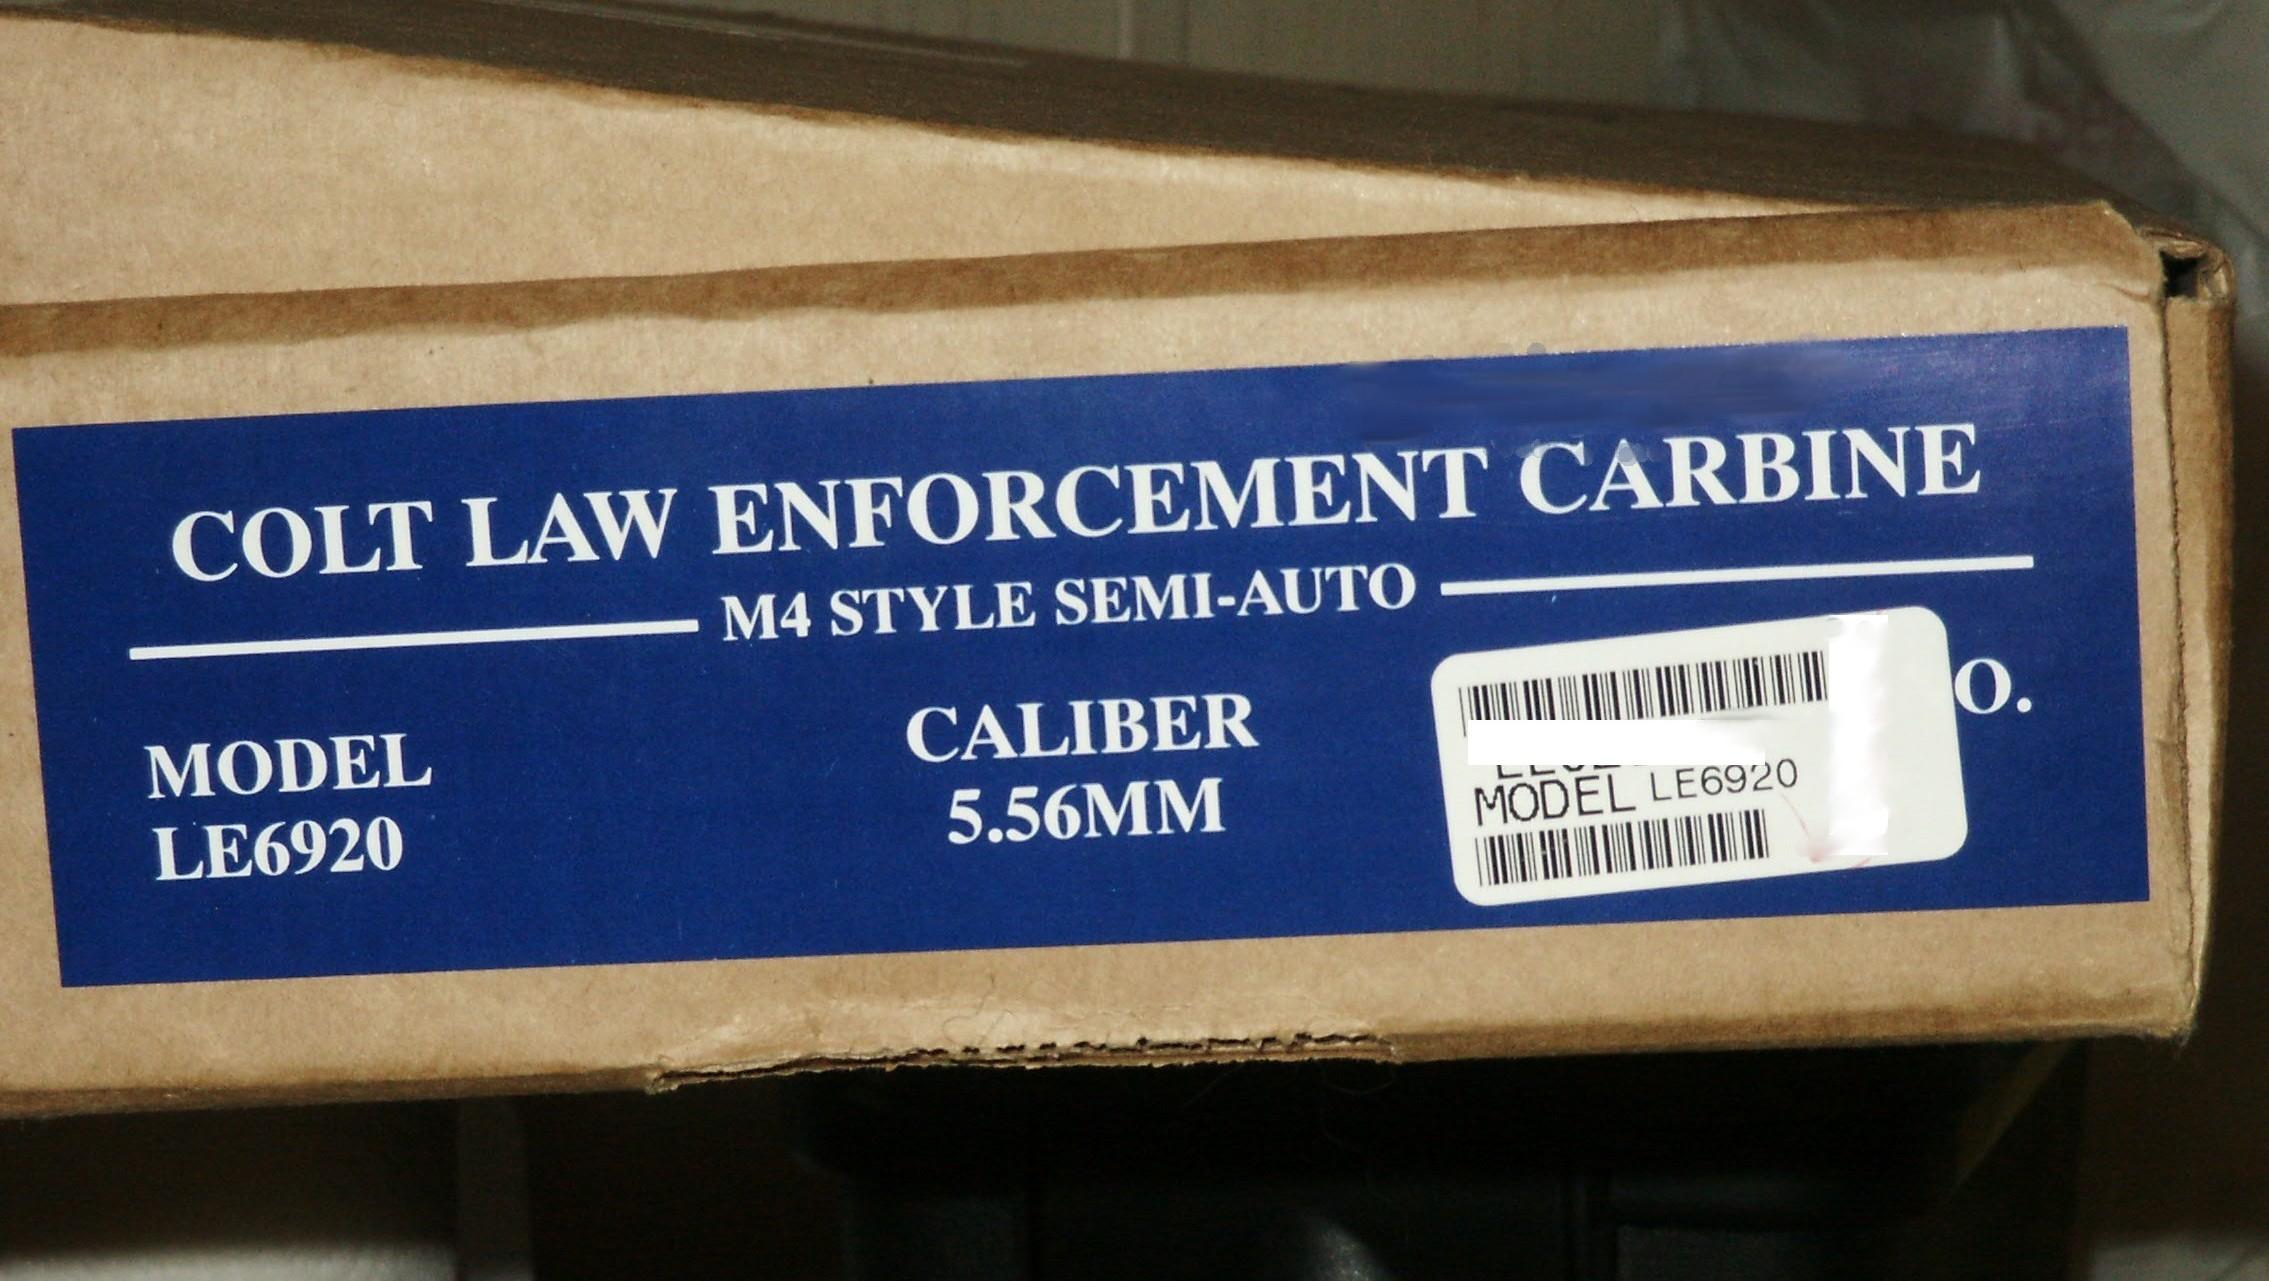 COLT LAW ENFORCEMENT CARBINE
M4 STYLE SEMI-AUTO
MODEL
LE6920
CALIBER
5.56MM
O.
MODEL LE6920